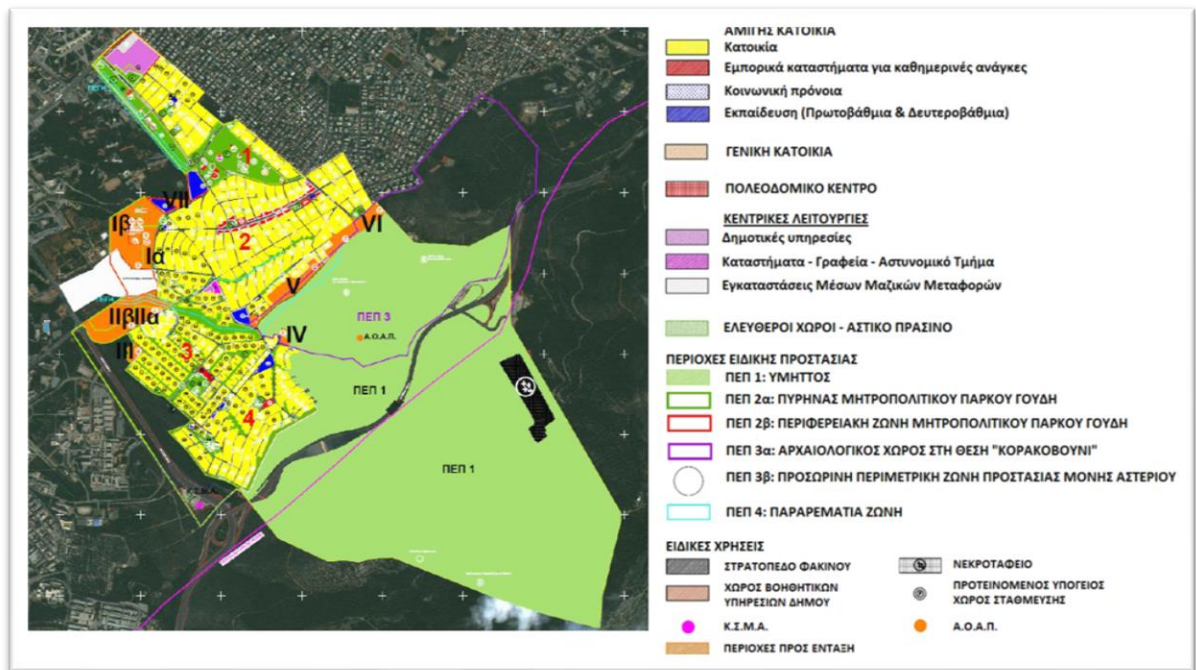 VII
Ιβ
Ια
1
2
VI
V
ΙΙβΙΙα
IV
III
3
4
ΠΕΠ 3
Α.Ο.Α.Π.
ΠΕΠ 1
ΠΕΠ 1
Κ.Σ.Μ.Α.
ΑΜΙΓΗΣ ΚΑΤΟΙΚΙΑ
Κατοικία
Εμπορικά καταστήματα για καθημερινές ανάγκες
Κοινωνική πρόνοια
Εκπαίδευση (Πρωτοβάθμια & Δευτεροβάθμια)
ΓΕΝΙΚΗ ΚΑΤΟΙΚΙΑ
ΠΟΛΕΟΔΟΜΙΚΟ ΚΕΝΤΡΟ
ΚΕΝΤΡΙΚΕΣ ΛΕΙΤΟΥΡΓΙΕΣ
Δημοτικές υπηρεσίες
Καταστήματα - Γραφεία - Αστυνομικό Τμήμα
Εγκαταστάσεις Μέσων Μαζικών Μεταφορών
ΕΛΕΥΘΕΡΟΙ ΧΩΡΟΙ - ΑΣΤΙΚΟ ΠΡΑΣΙΝΟ
ΠΕΡΙΟΧΕΣ ΕΙΔΙΚΗΣ ΠΡΟΣΤΑΣΙΑΣ
ΠΕΠ 1: ΥΜΗΤΤΟΣ
ΠΕΠ 2α: ΠΥΡΗΝΑΣ ΜΗΤΡΟΠΟΛΙΤΙΚΟΥ ΠΑΡΚΟΥ ΓΟΥΔΗ
ΠΕΠ 2β: ΠΕΡΙΦΕΡΕΙΑΚΗ ΖΩΝΗ ΜΗΤΡΟΠΟΛΙΤΙΚΟΥ ΠΑΡΚΟΥ ΓΟΥΔΗ
ΠΕΠ 3α: ΑΡΧΑΙΟΛΟΓΙΚΟΣ ΧΩΡΟΣ ΣΤΗ ΘΕΣΗ "ΚΟΡΑΚΟΒΟΥΝΙ"
ΠΕΠ 3β: ΠΡΟΣΩΡΙΝΗ ΠΕΡΙΜΕΤΡΙΚΗ ΖΩΝΗ ΠΡΟΣΤΑΣΙΑΣ ΜΟΝΗΣ ΑΣΤΕΡΙΟΥ
ΠΕΠ 4: ΠΑΡΑΡΕΜΑΤΙΑ ΖΩΝΗ
ΕΙΔΙΚΕΣ ΧΡΗΣΕΙΣ
ΣΤΡΑΤΟΠΕΔΟ ΦΑΚΙΝΟΥ
ΧΩΡΟΣ ΒΟΗΘΗΤΙΚΩΝ
ΥΠΗΡΕΣΙΩΝ ΔΗΜΟΥ
Κ.Σ.Μ.Α.
ΠΕΡΙΟΧΕΣ ΠΡΟΣ ΕΝΤΑΞΗ
ΝΕΚΡΟΤΑΦΕΙΟ
ΠΡΟΤΕΙΝΟΜΕΝΟΣ ΥΠΟΓΕΙΟΣ
ΧΩΡΟΣ ΣΤΑΘΜΕΥΣΗΣ
Α.Ο.Α.Π.